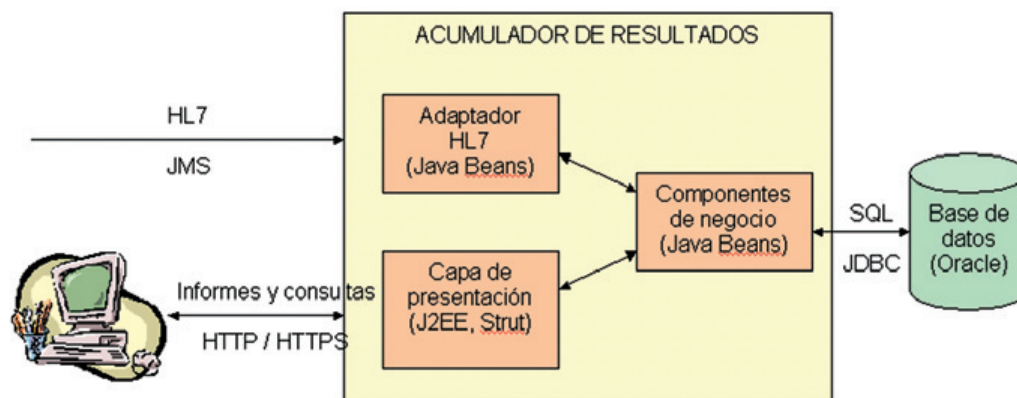 ACUMULADOR DE RESULTADOS
HL7
JMS
Adaptador
HL7
(Java Beans)
Componentes
de negocio
(Java Beans)
SQL
JDBC
Base de
datos
(Oracle)
Informes y consultas
HTTP / HTTPS
Capa de
presentación
(J2EE, Strut)